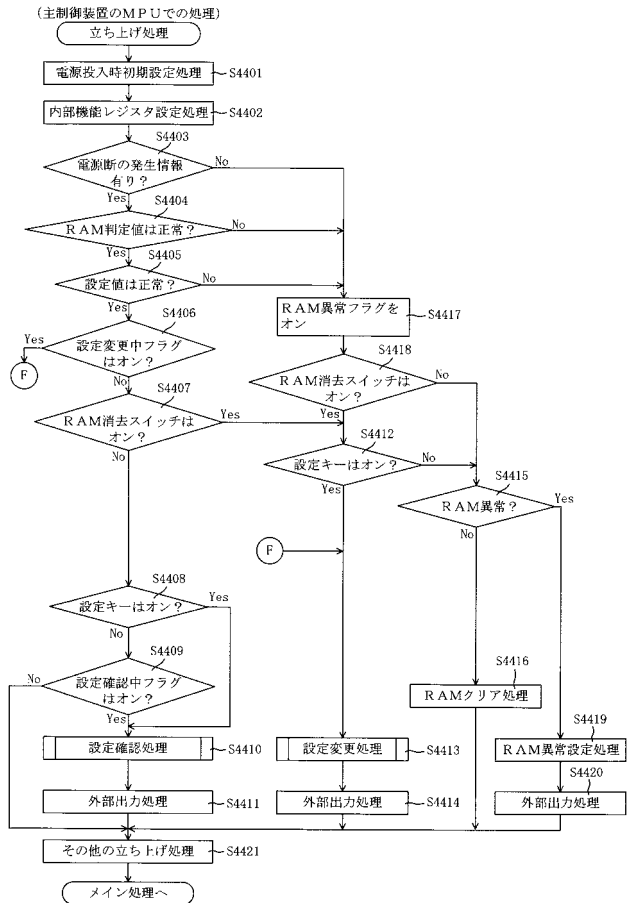 (主制御装置のMPUでの処理)
立ち上げ処理
電源投入時初期設定処理
S4401
内部機能レジスタ設定処理
S4402
S4403
電源断の発生情報
有り？
No
Yes
S4404
RAM判定値は正常？
No
Yes
S4405
設定値は正常？
No
Yes
RAM異常フラグを
オン
S4417
S4406
Yes
設定変更中フラグ
はオン？
F
No
S4418
RAM消去スイッチは
オン？
No
Yes
S4407
RAM消去スイッチは
オン？
Yes
No
S4412
設定キーはオン？
No
Yes
S4415
RAM異常？
Yes
No
F
S4408
設定キーはオン？
Yes
No
S4409
No
設定確認中フラグ
はオン？
Yes
S4416
RAMクリア処理
設定確認処理
S4410
設定変更処理
S4413
S4419
RAM異常設定処理
外部出力処理
S4411
外部出力処理
S4414
S4420
外部出力処理
その他の立ち上げ処理
S4421
メイン処理へ